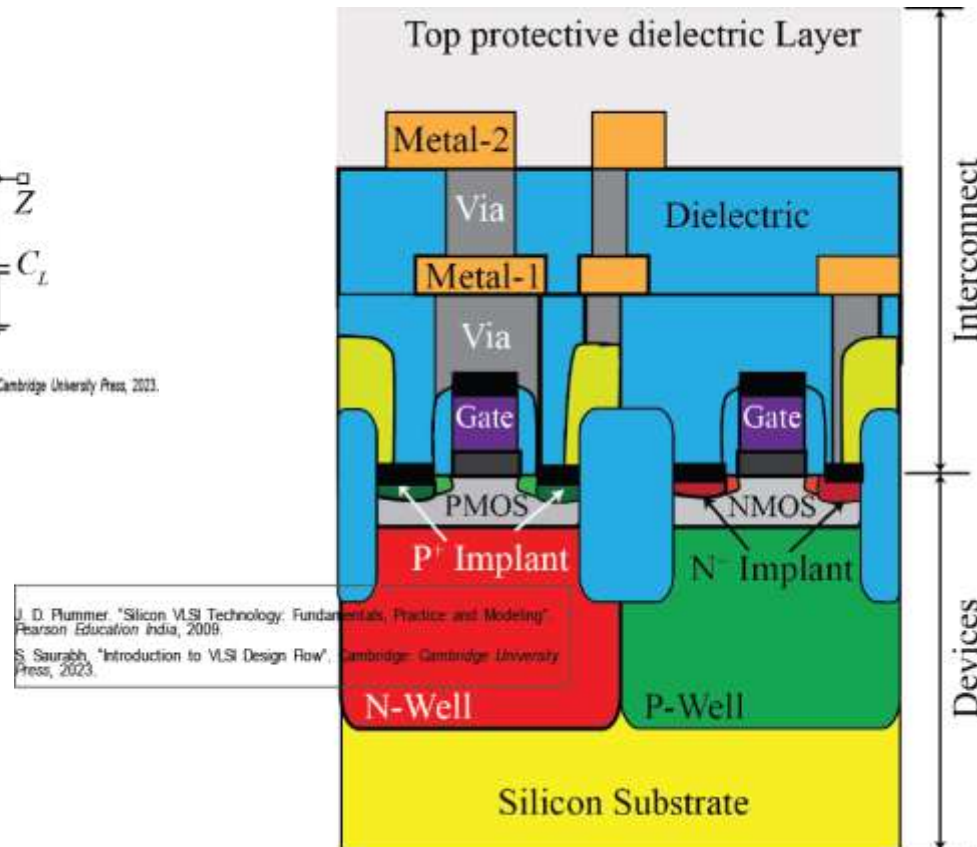 Top protective dielectric Layer
Metal-2
Z
Via
Dielectric
C_L
Metal-1
Interconnect
Via
Cambridge University Press, 2023.
Gate
Gate
PMOS
NMOS
P⁺ Implant
N⁻ Implant
J. D. Plummer. "Silicon VLSI Technology: Fundamentals, Practice and Modeling".
Pearson Education India, 2009.
S. Saurabh, "Introduction to VLSI Design Flow". Cambridge: Cambridge University
Press, 2023.
N-Well
P-Well
Devices
Silicon Substrate